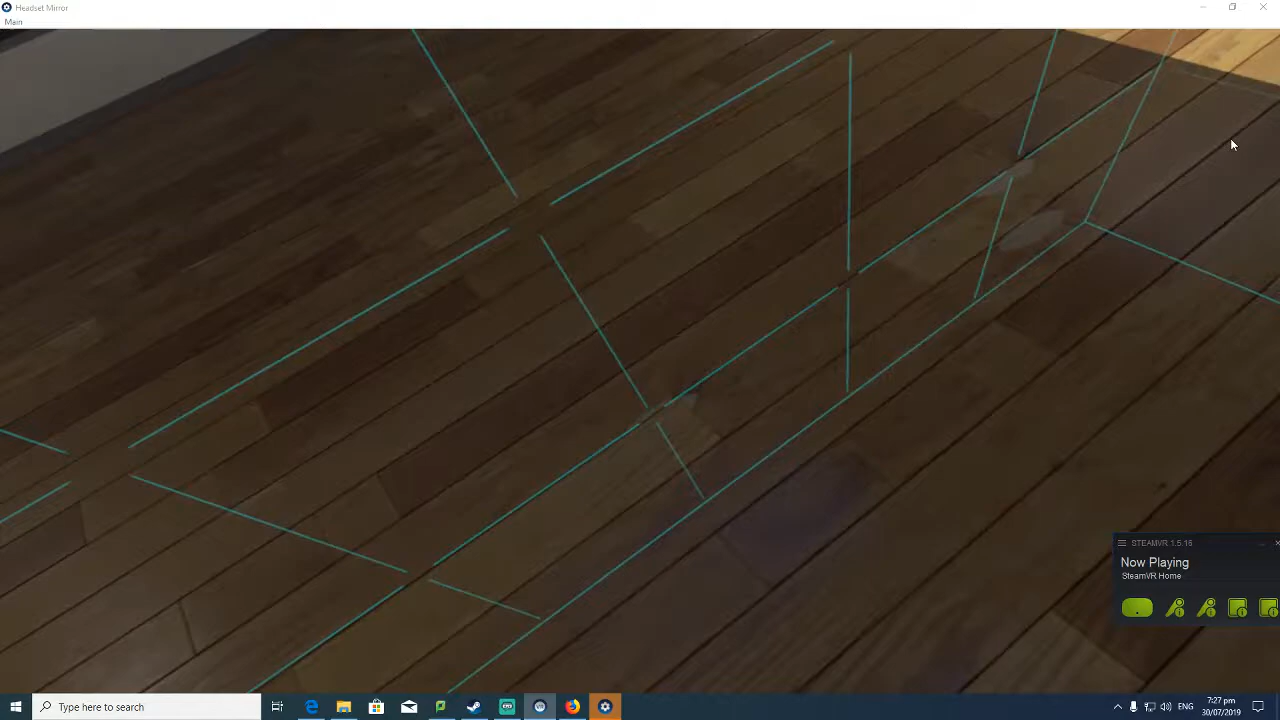 Headset Mirror
Main
STEAMVR 1.5.16
Now Playing
SteamVR Home
Type here to search
ENG
7:27 pm
30/07/2019